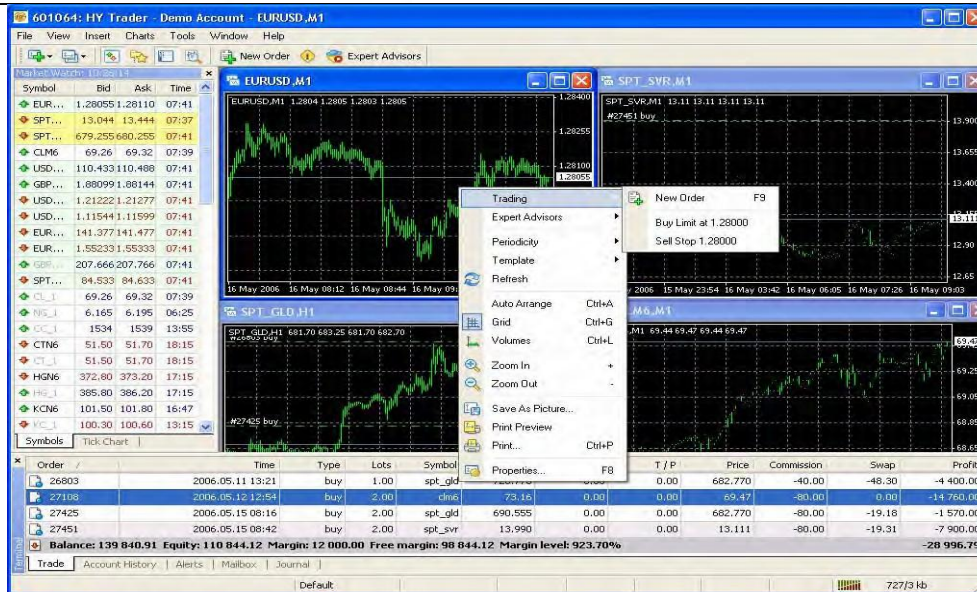 601064: HY Trader - Demo Account - EURUSD,M1
File View Insert Charts Tools Window Help
New Order Expert Advisors
Market Watch: 10:26:14
Symbol Bid Ask Time
EUR... 1.28055 1.28110 07:41
SPT... 13.044 13.444 07:37
SPT... 679.255 680.255 07:41
CLM6 69.26 69.32 07:39
USD... 110.433 110.488 07:41
GBP... 1.88099 1.88144 07:41
USD... 1.21222 1.21277 07:41
USD... 1.11544 1.11599 07:41
EUR... 141.377 141.477 07:41
EUR... 1.55233 1.55333 07:41
GBP... 207.666 207.766 07:41
SPT... 84.533 84.633 07:41
CL_1 69.26 69.32 07:39
NG_1 6.165 6.195 06:25
CC_1 1534 1539 13:55
CTN6 51.50 51.70 18:15
CT_1 51.50 51.70 18:15
HGN6 372.80 373.20 17:15
HG_1 385.80 386.20 17:15
KCN6 101.50 101.80 16:47
KC_1 100.30 100.60 13:15
Symbols Tick Chart
EURUSD,M1
EURUSD,M1 1.2804 1.2805 1.2803 1.2805
1.28400
1.28255
1.28100
1.28055
16 May 2006 16 May 08:12 16 May 08:44 16 May 09:
SPT_SVR,M1
SPT_SVR,M1 13.11 13.11 13.11 13.11
#27451 buy
13.900
13.655
13.400
13.111
12.90
12.65
2006 15 May 23:54 16 May 03:42 16 May 06:05 16 May 07:26 16 May 09:03
SPT_GLD,H1
SPT_GLD,H1 681.70 683.25 681.70 682.70
#26803 buy
#27425 buy
M6,M1
M1 69.44 69.47 69.44 69.47
69.47
69.25
69.05
68.85
68.65
Trading
Expert Advisors
Periodicity
Template
Refresh
Auto Arrange Ctrl+A
Grid Ctrl+G
Volumes Ctrl+L
Zoom In +
Zoom Out -
Save As Picture...
Print Preview
Print... Ctrl+P
Properties... F8
New Order F9
Buy Limit at 1.28000
Sell Stop 1.28000
Order / Time Type Lots Symbol T / P Price Commission Swap Profit
26803 2006.05.11 13:21 buy 1.00 spt_gld 0.00 682.770 -40.00 -48.30 -4 400.00
27108 2006.05.12 12:54 buy 2.00 clm6 73.16 0.00 0.00 69.47 -80.00 0.00 -14 760.00
27425 2006.05.15 08:16 buy 2.00 spt_gld 690.555 0.00 0.00 682.770 -80.00 -19.18 -1 570.00
27451 2006.05.15 08:42 buy 2.00 spt_svr 13.990 0.00 0.00 13.111 -80.00 -19.31 -7 900.00
Balance: 139 840.91 Equity: 110 844.12 Margin: 12 000.00 Free margin: 98 844.12 Margin level: 923.70% -28 996.79
Trade Account History Alerts Mailbox Journal
Terminal
Default 727/3 kb